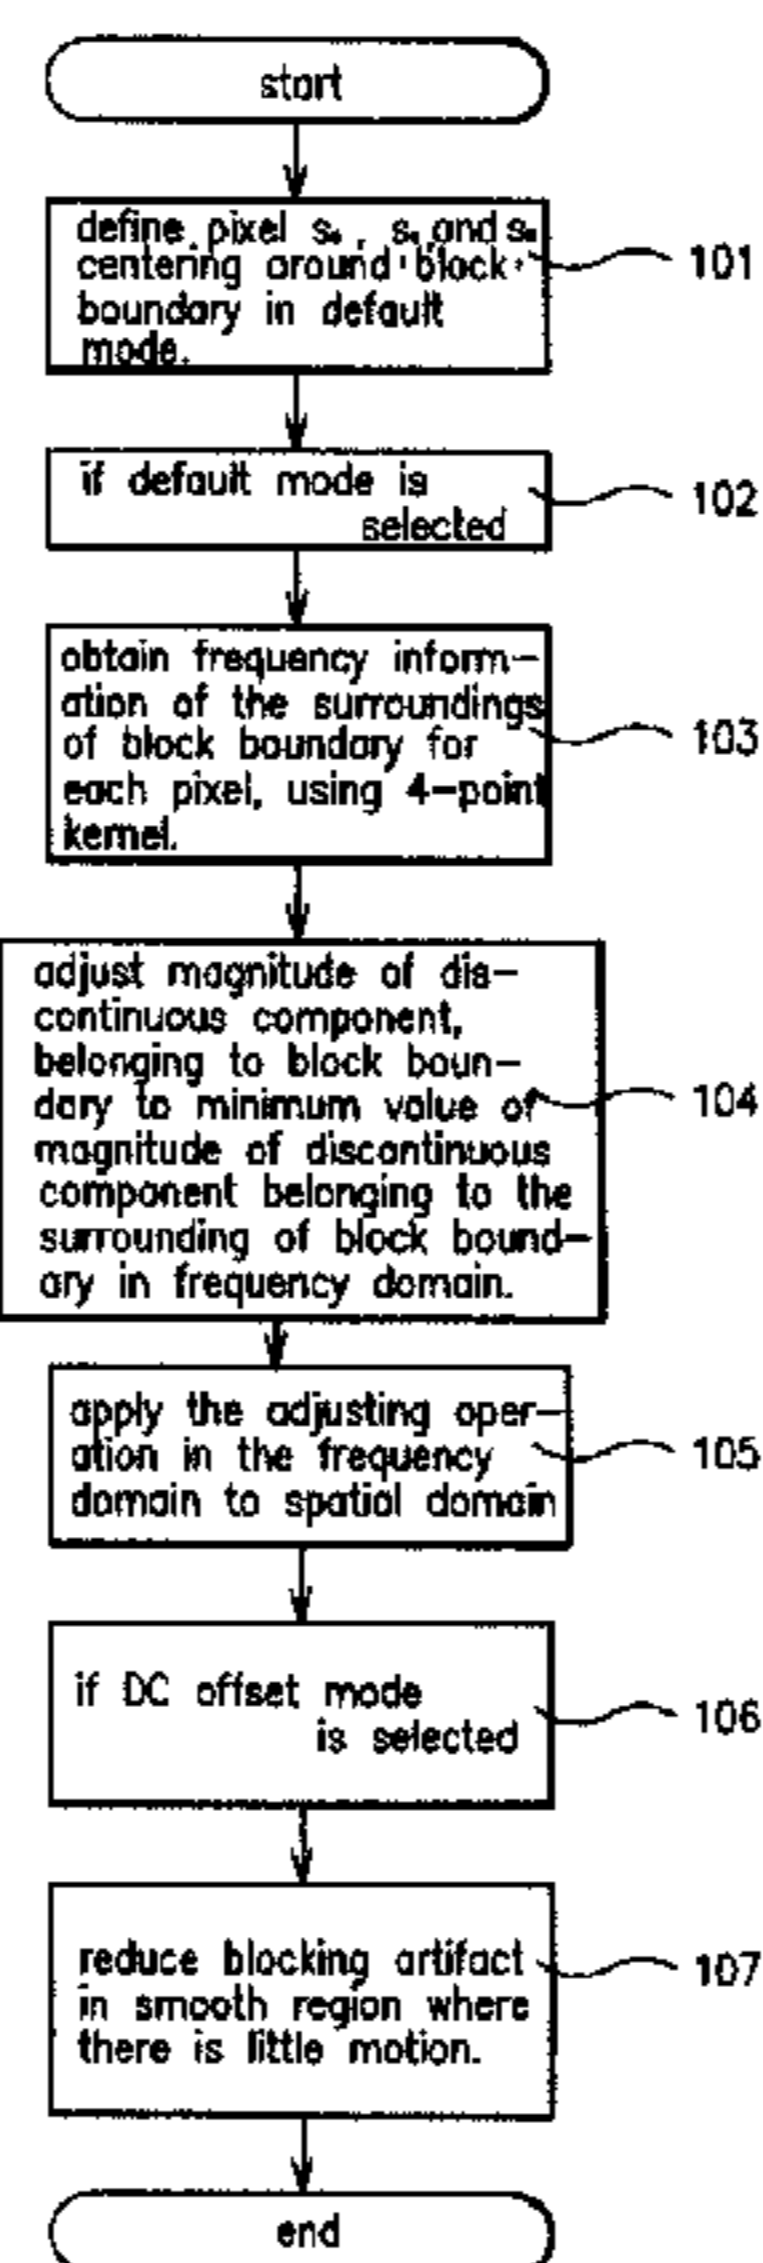 start
define pixel s , s and s
centering around block
boundary in default
mode.
101
if default mode is
selected
102
obtain frequency inform-
ation of the surroundings
of block boundary for
each pixel, using 4-point
kernel.
103
adjust magnitude of dis-
continuous component,
belonging to block boun-
dary to minimum value of
magnitude of discontinuous
component belonging to the
surrounding of block bound-
ary in frequency domain.
104
apply the adjusting oper-
ation in the frequency
domain to spatial domain
105
if DC offset mode
is selected
106
reduce blocking artifact
in smooth region where
there is little motion.
107
end